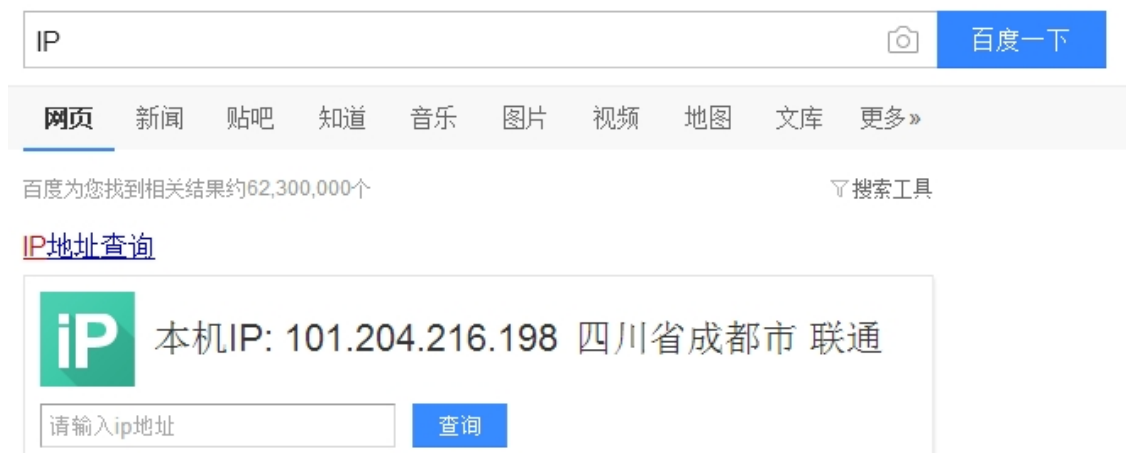 IP 百度一下
网页 新闻 贴吧 知道 音乐 图片 视频 地图 文库 更多»
百度为您找到相关结果约62,300,000个 搜索工具
IP地址查询
iP 本机IP: 101.204.216.198 四川省成都市 联通
请输入ip地址 查询